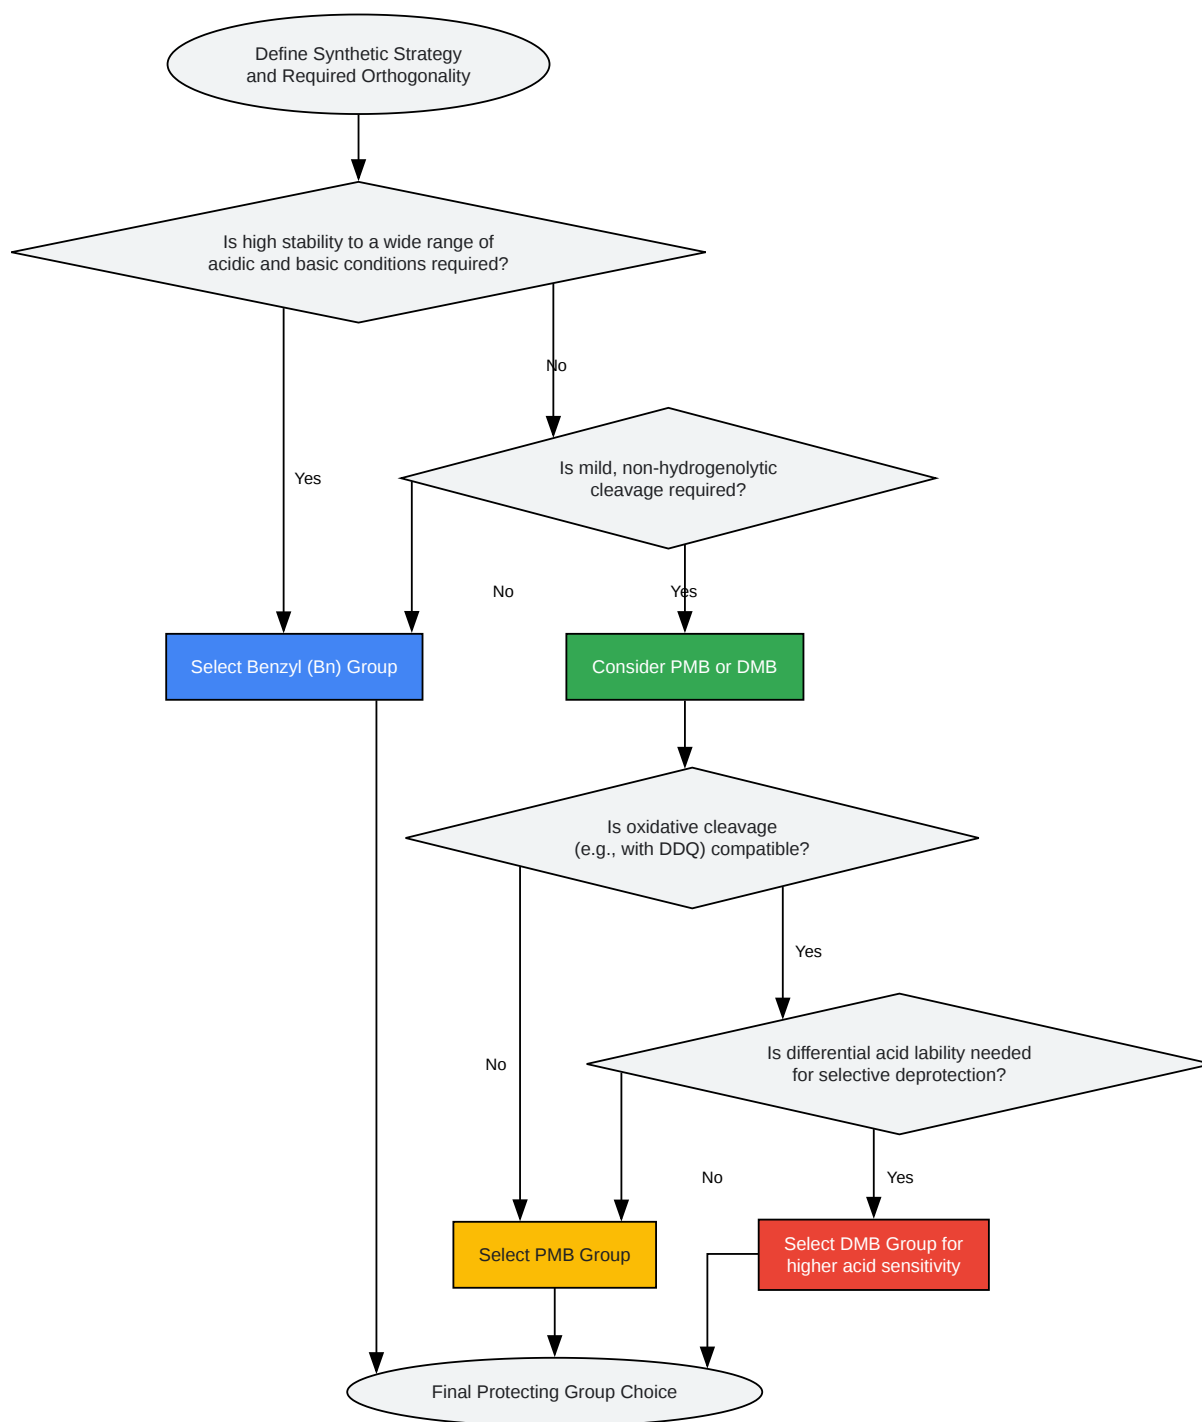 Define Synthetic Strategy
and Required Orthogonality
Is high stability to a wide range of
acidic and basic conditions required?
No
Is mild, non-hydrogenolytic
cleavage required?
Yes
No
Yes
Select Benzyl (Bn) Group
Consider PMB or DMB
Is oxidative cleavage
(e.g., with DDQ) compatible?
Yes
Is differential acid lability needed
for selective deprotection?
No
No
Yes
Select PMB Group
Select DMB Group for
higher acid sensitivity
Final Protecting Group Choice